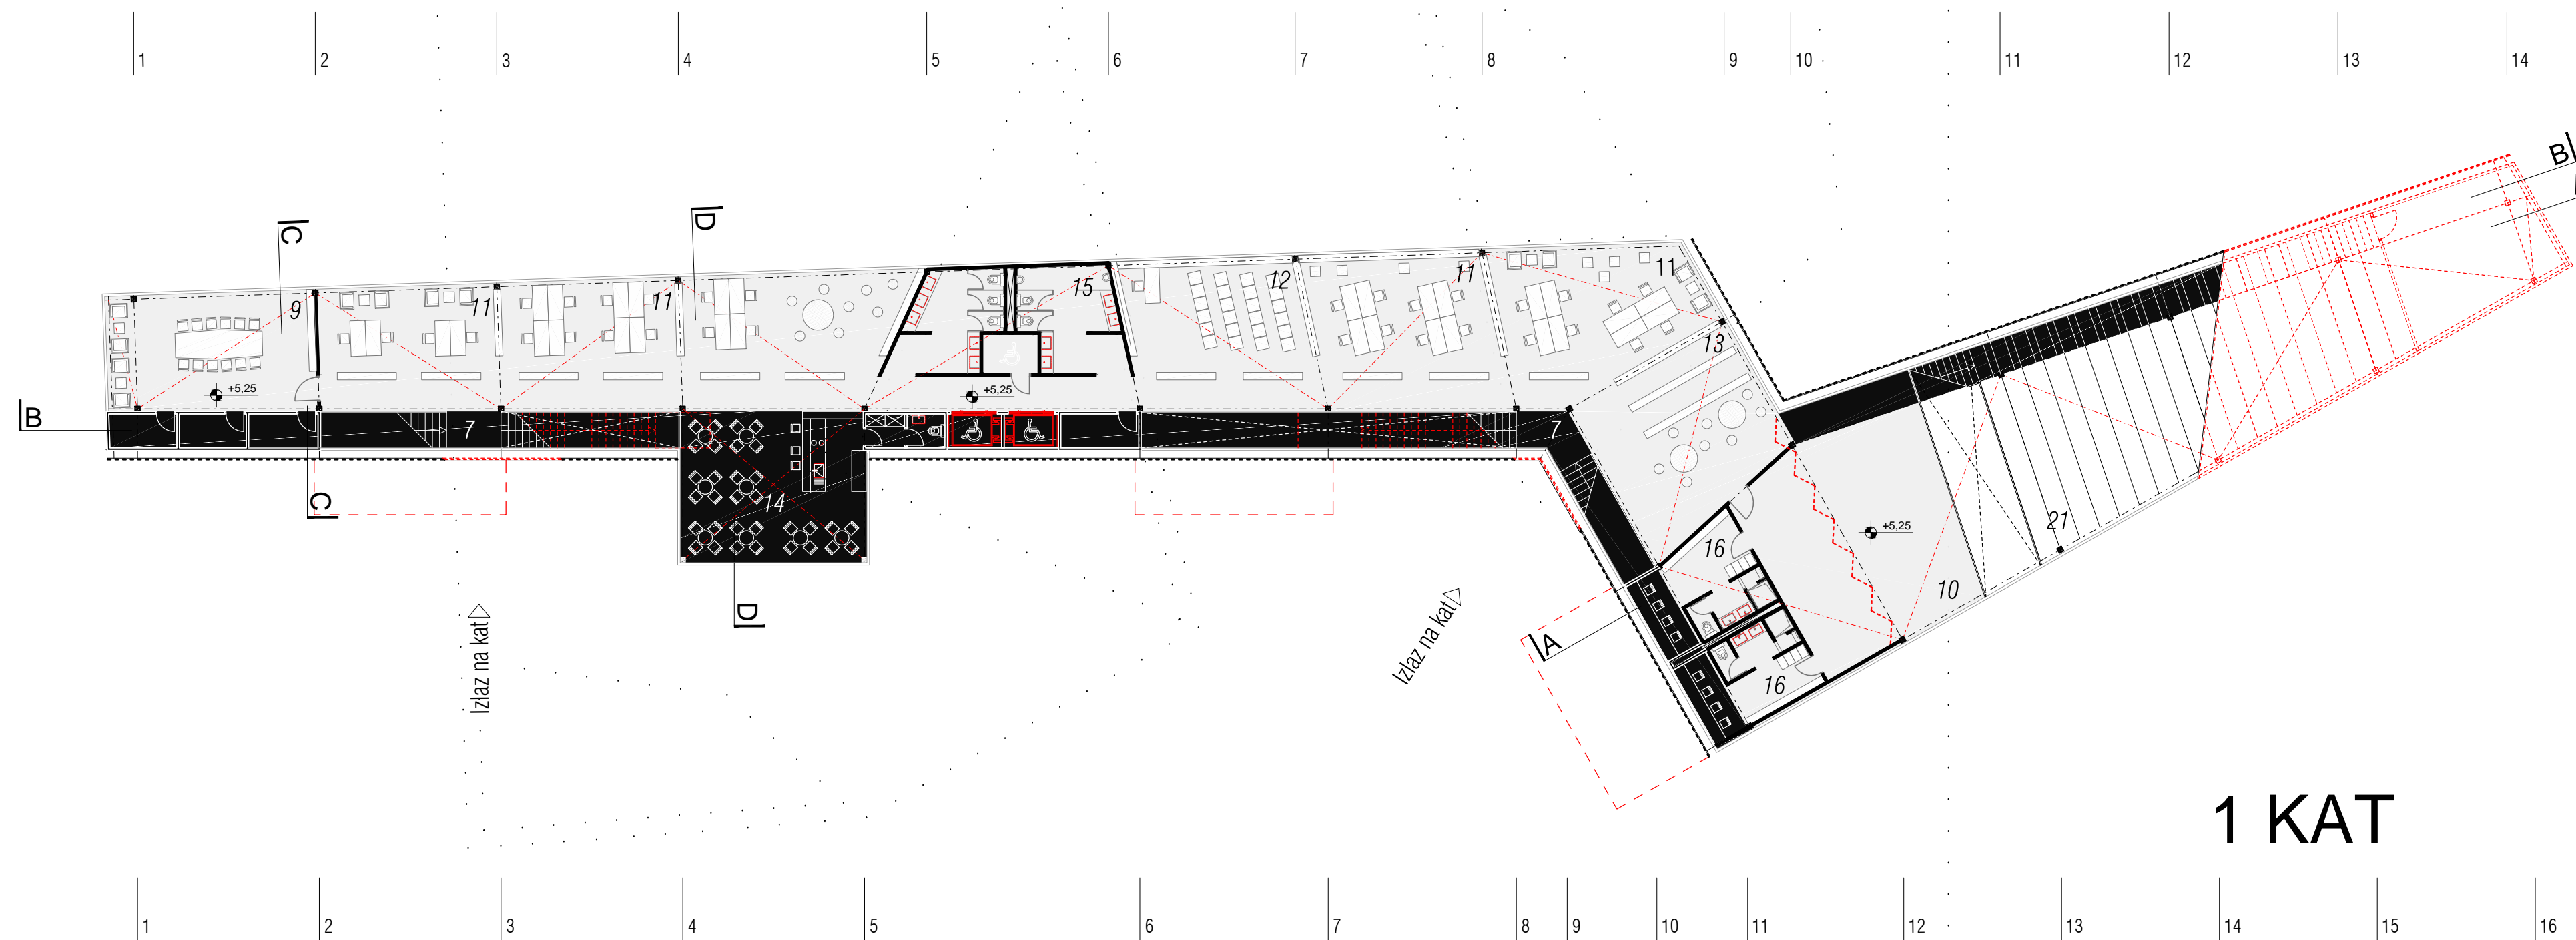 1 2 3 4 5 6 7 8 9 10 11 12 13 14
B
C D
11
9 11 11 15 12 11 13
+5,25 +5,25
B 7 7
C 14
+5,25
21
16 10
D
Izlaz na kat
Izlaz na kat
A
16
1 KAT
1 2 3 4 5 6 7 8 9 10 11 12 13 14 15 16